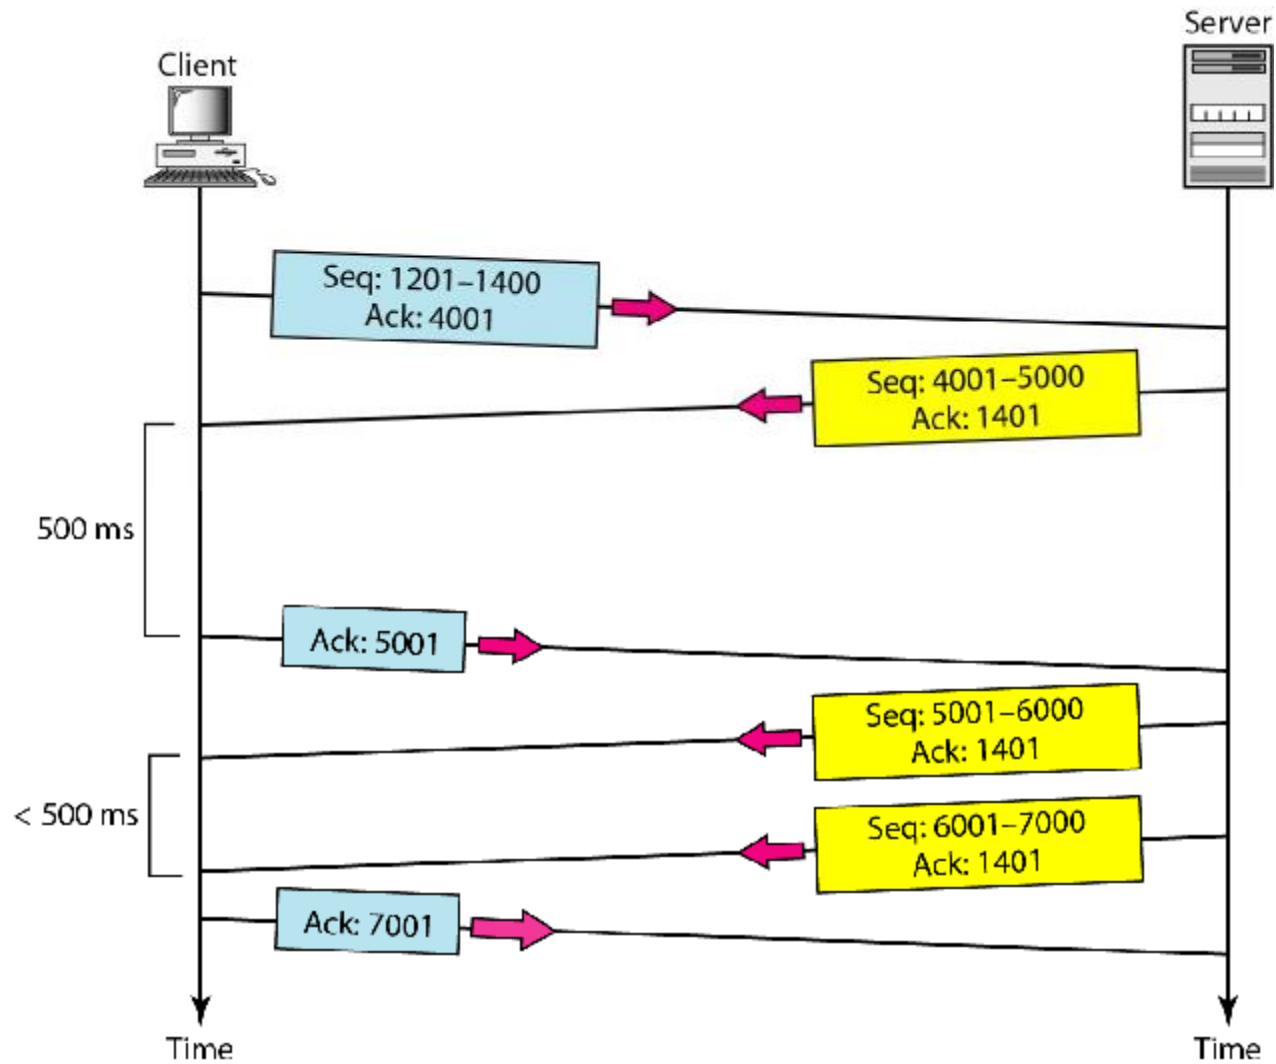 Server
Client
Seq: 1201–1400
Ack: 4001
Seq: 4001–5000
Ack: 1401
500 ms
Ack: 5001
Seq: 5001–6000
Ack: 1401
< 500 ms
Seq: 6001–7000
Ack: 1401
Ack: 7001
Time
Time